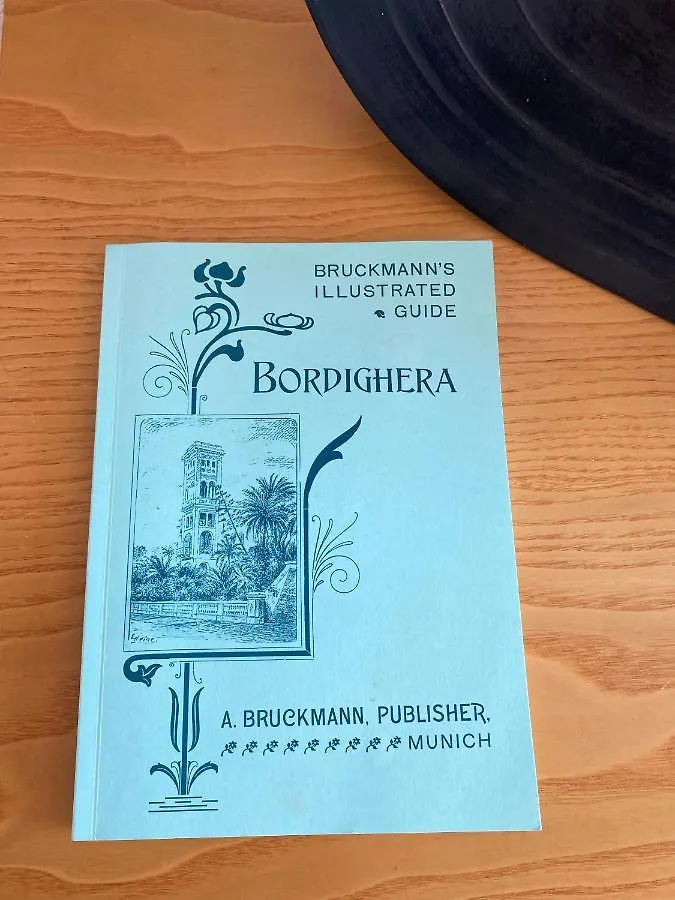 BRUCKMANN'S
ILLUSTRATED
GUIDE
BORDIGHERA
A. BRUCKMANN, PUBLISHER,
MUNICH